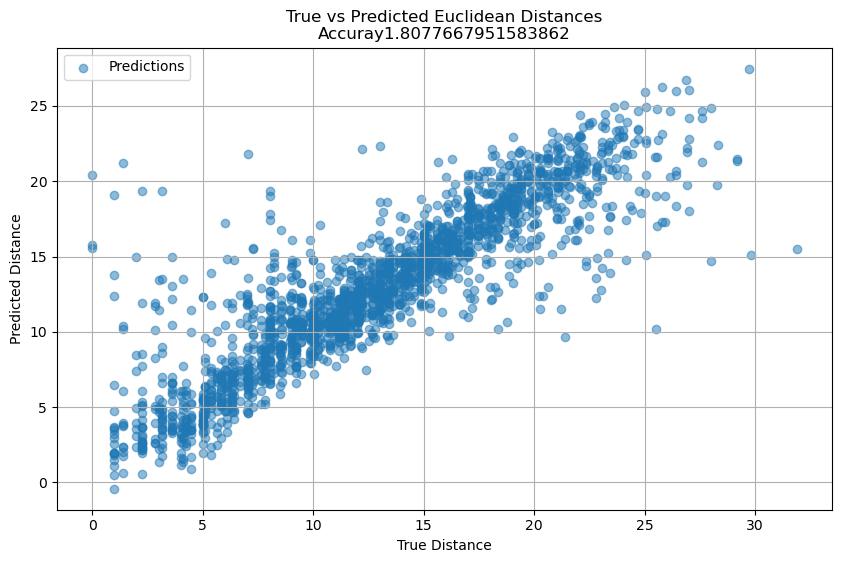 True vs Predicted Euclidean Distances
Accuray1.8077667951583862
Predictions
Predicted Distance
25
20
15
10
5
0
0 5 10 15 20 25 30
True Distance